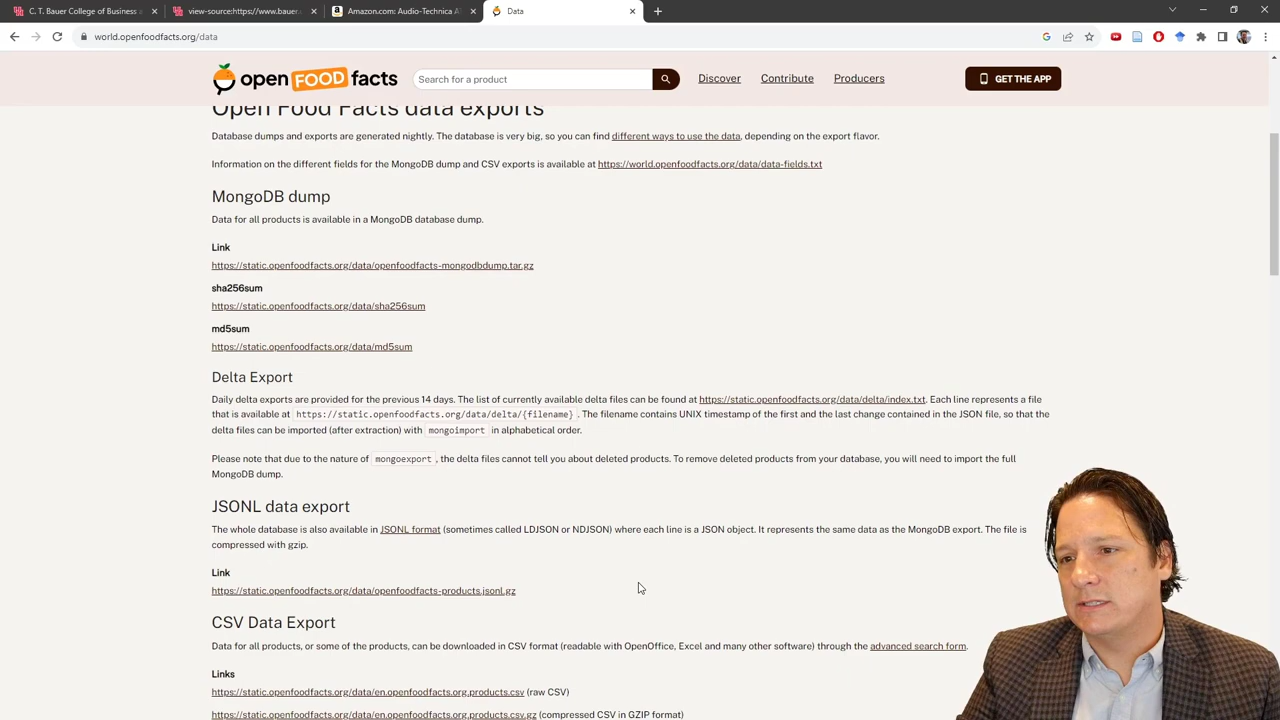 C. T. Bauer College of Business a
view-source:https://www.bauer.u
Amazon.com: Audio-Technica A
Data
world.openfoodfacts.org/data
open FOOD facts
Search for a product
Discover
Contribute
Producers
GET THE APP
Open Food Facts data exports
Database dumps and exports are generated nightly. The database is very big, so you can find different ways to use the data, depending on the export flavor.
Information on the different fields for the MongoDB dump and CSV exports is available at https://world.openfoodfacts.org/data/data-fields.txt
MongoDB dump
Data for all products is available in a MongoDB database dump.
Link
https://static.openfoodfacts.org/data/openfoodfacts-mongodbdump.tar.gz
sha256sum
https://static.openfoodfacts.org/data/sha256sum
md5sum
https://static.openfoodfacts.org/data/md5sum
Delta Export
Daily delta exports are provided for the previous 14 days. The list of currently available delta files can be found at https://static.openfoodfacts.org/data/delta/index.txt. Each line represents a file
that is available at https://static.openfoodfacts.org/data/delta/{filename} . The filename contains UNIX timestamp of the first and the last change contained in the JSON file, so that the
delta files can be imported (after extraction) with mongoimport in alphabetical order.
Please note that due to the nature of mongoexport, the delta files cannot tell you about deleted products. To remove deleted products from your database, you will need to import the full
MongoDB dump.
JSONL data export
The whole database is also available in JSONL format (sometimes called LDJSON or NDJSON) where each line is a JSON object. It represents the same data as the MongoDB export. The file is
compressed with gzip.
Link
https://static.openfoodfacts.org/data/openfoodfacts-products.jsonl.gz
CSV Data Export
Data for all products, or some of the products, can be downloaded in CSV format (readable with OpenOffice, Excel and many other software) through the advanced search form.
Links
https://static.openfoodfacts.org/data/en.openfoodfacts.org.products.csv (raw CSV)
https://static.openfoodfacts.org/data/en.openfoodfacts.org.products.csv.gz (compressed CSV in GZIP format)